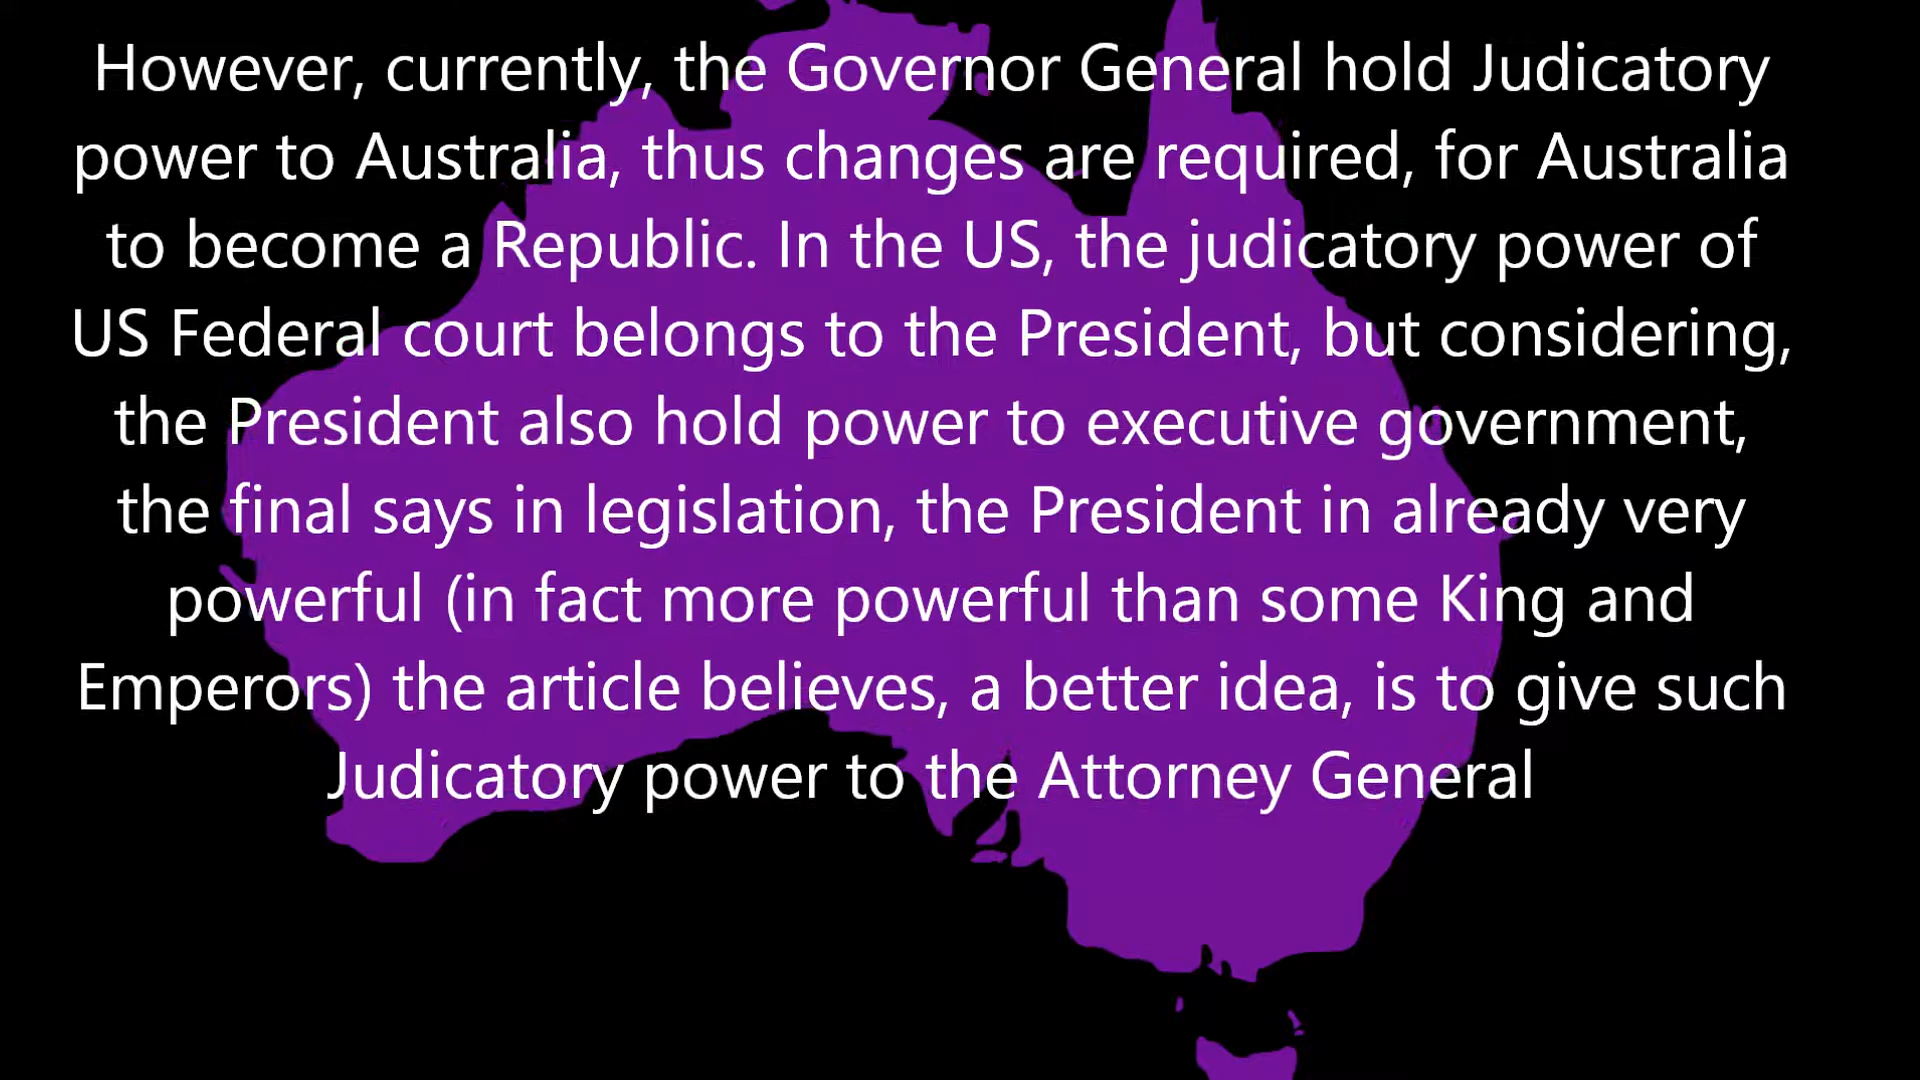 However, currently, the Governor General hold Judicatory
power to Australia, thus changes are required, for Australia
to become a Republic. In the US, the judicatory power of
US Federal court belongs to the President, but considering,
the President also hold power to executive government,
the final says in legislation, the President in already very
powerful (in fact more powerful than some King and
Emperors) the article believes, a better idea, is to give such
Judicatory power to the Attorney General